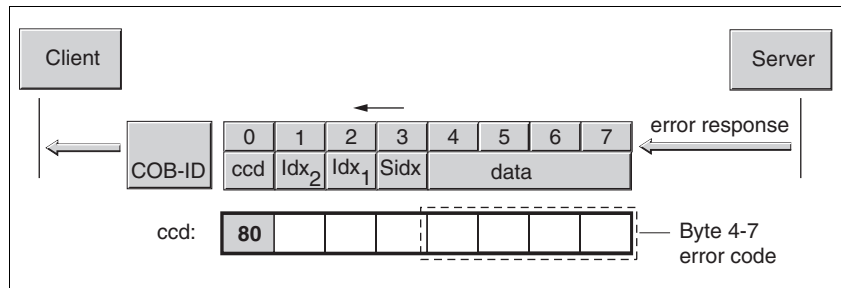 Client
Server
0 1 2 3 4 5 6 7
error response
COB-ID
ccd Idx2 Idx1 Sidx data
ccd: 80
Byte 4-7
error code